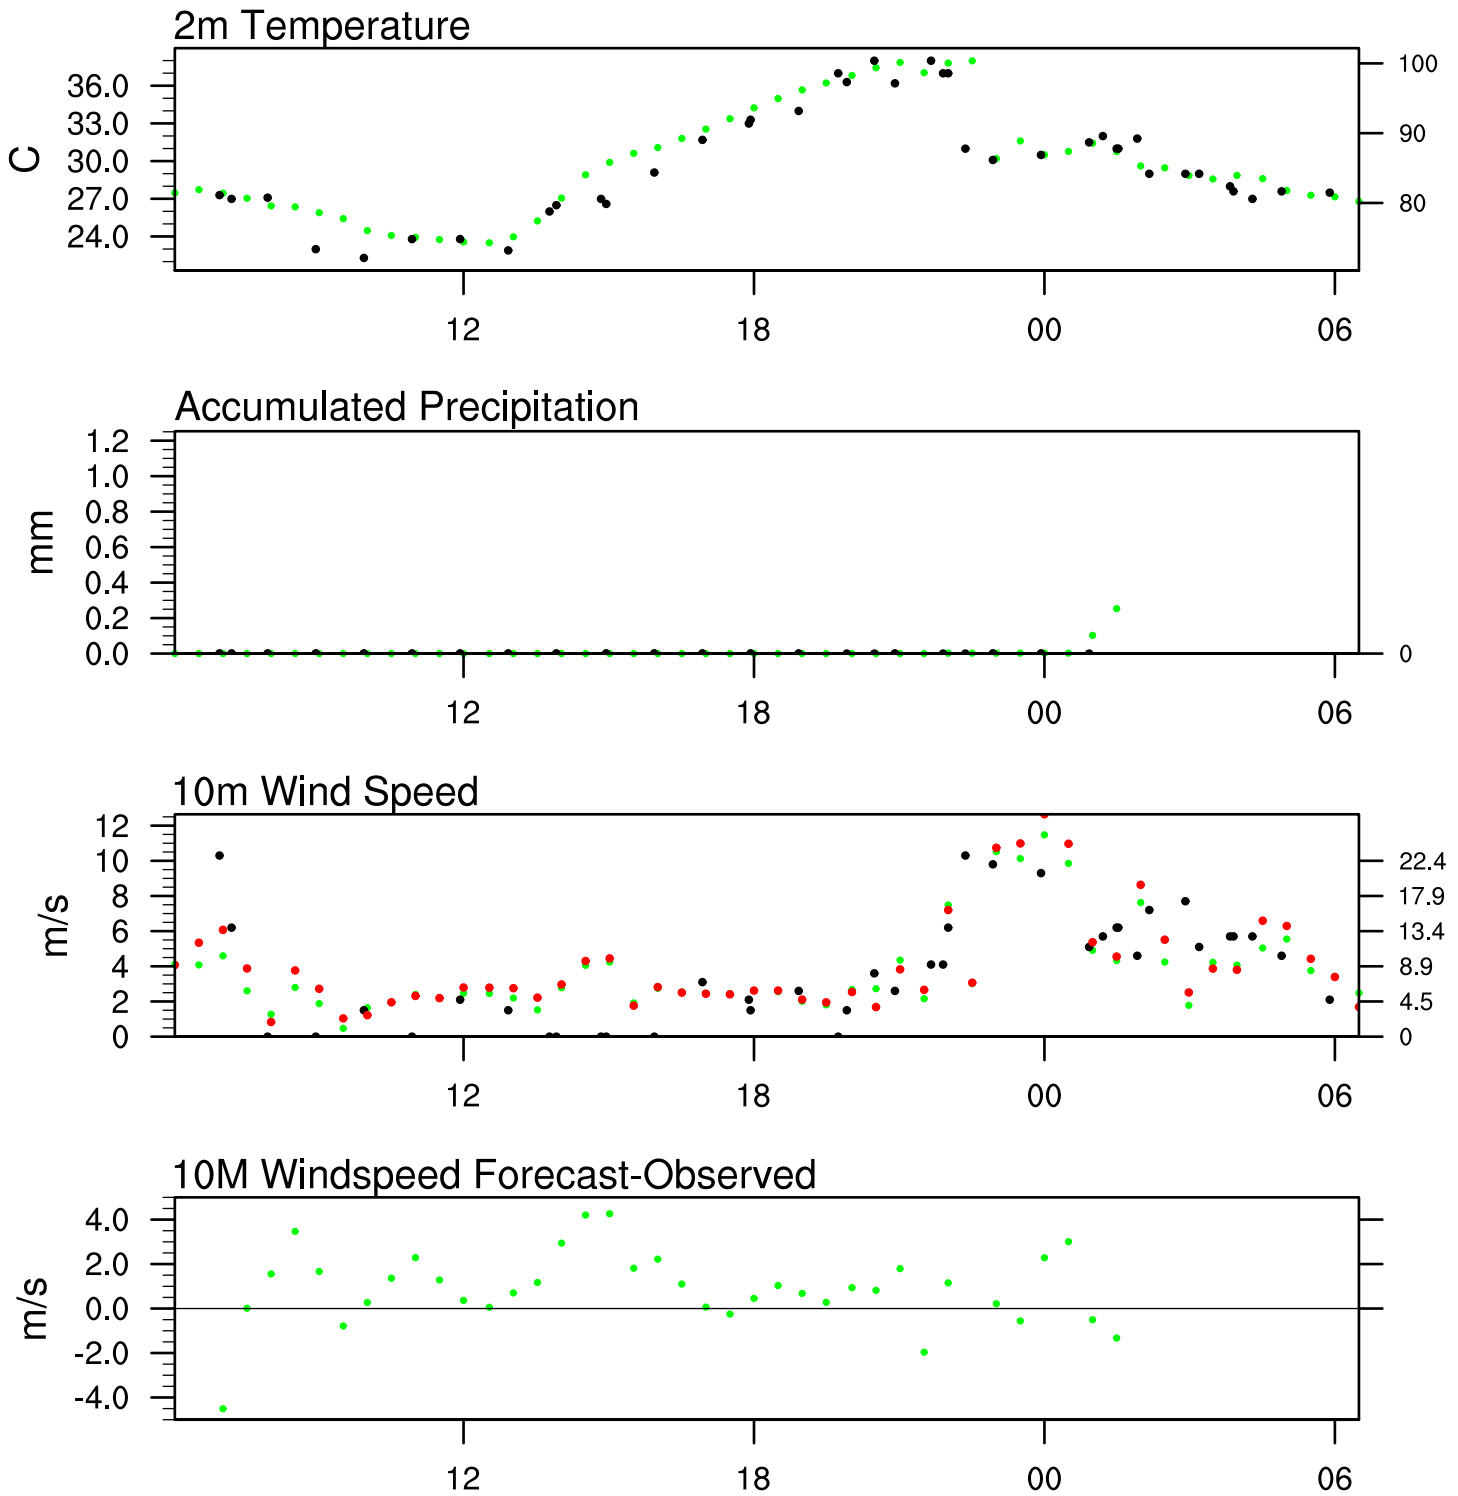 2m Temperature
C
36.0
33.0
30.0
27.0
24.0
100
90
80
12 18 00 06
Accumulated Precipitation
mm
1.2
1.0
0.8
0.6
0.4
0.2
0.0
0
12 18 00 06
10m Wind Speed
m/s
12
10
8
6
4
2
0
22.4
17.9
13.4
8.9
4.5
0
12 18 00 06
10M Windspeed Forecast-Observed
m/s
4.0
2.0
0.0
-2.0
-4.0
12 18 00 06